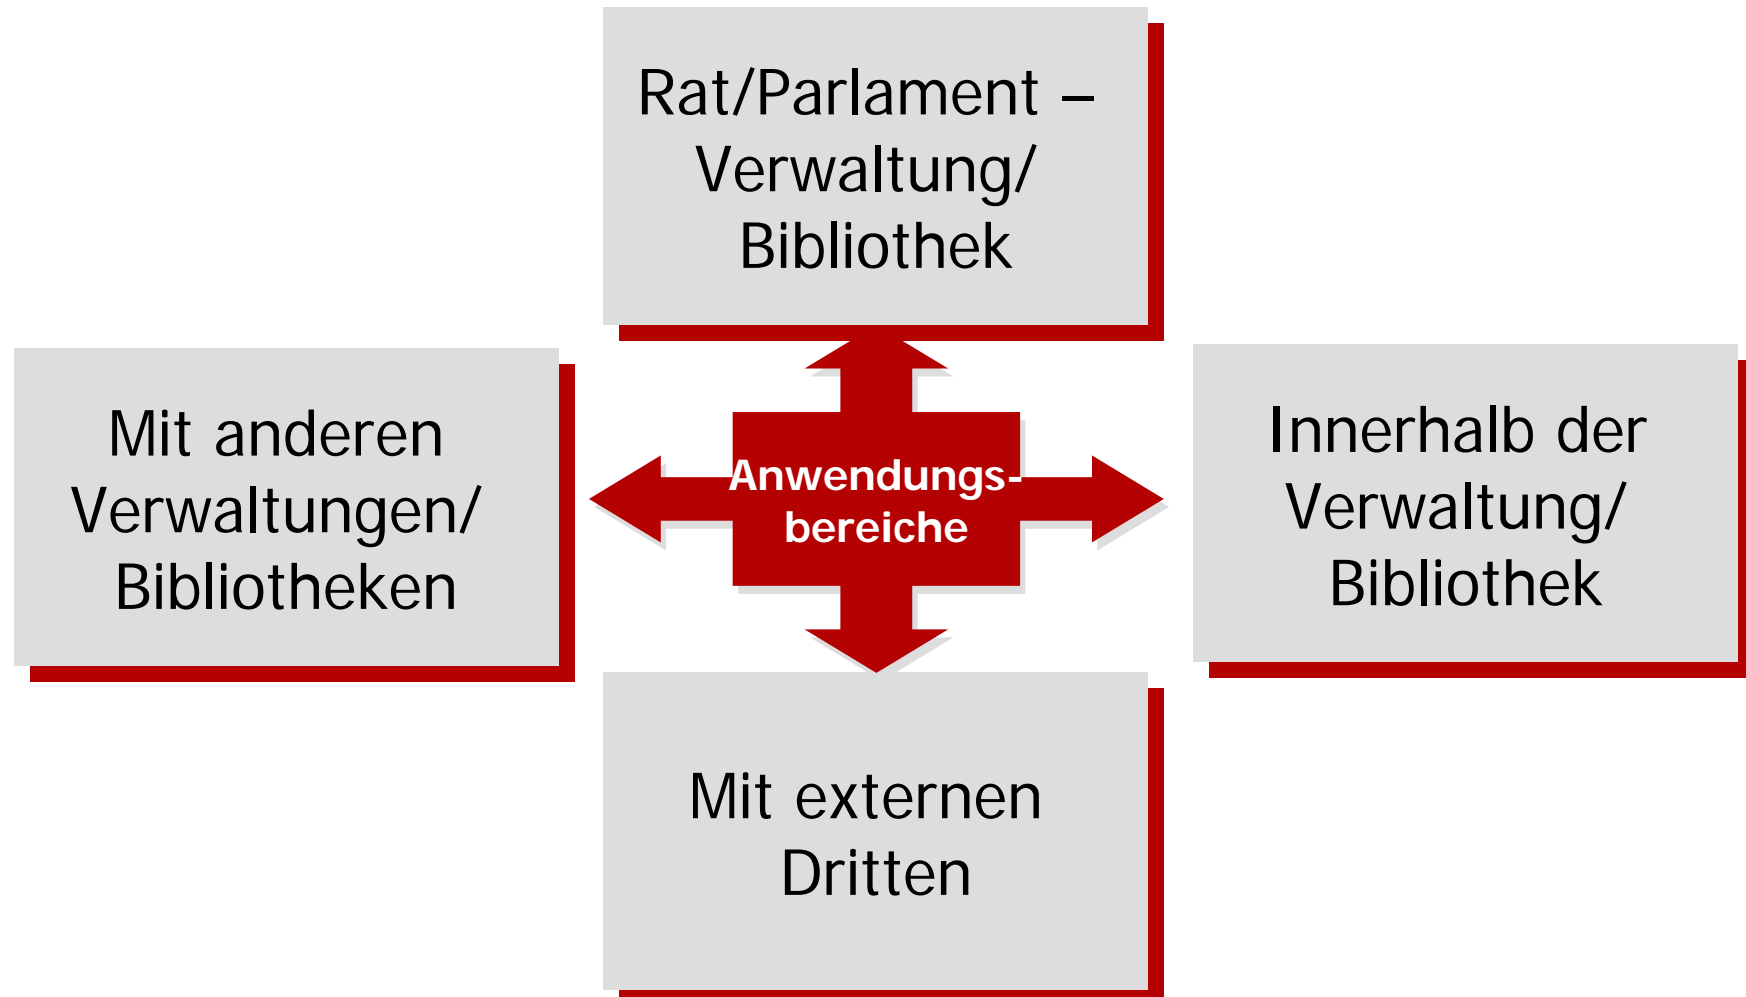 Rat/Parlament –
Verwaltung/
Bibliothek
Mit anderen
Verwaltungen/
Bibliotheken
Anwendungs-
bereiche
Innerhalb der
Verwaltung/
Bibliothek
Mit externen
Dritten